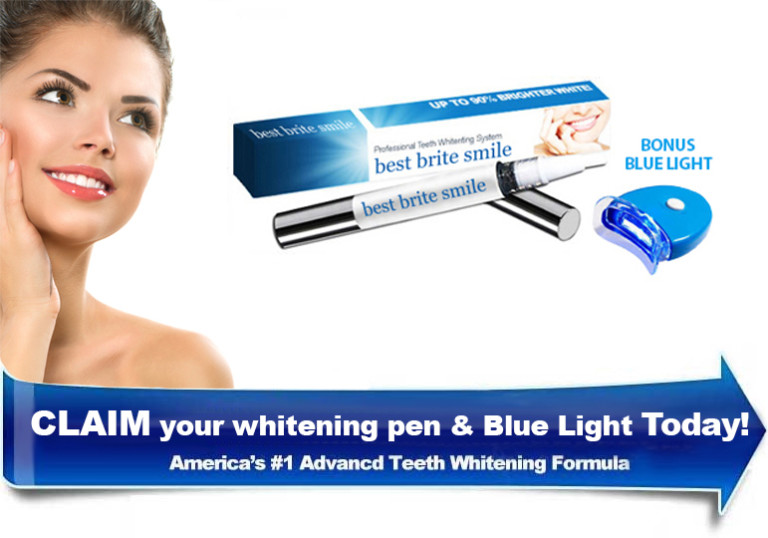 UP TO 90% BRIGHTER WHITE!
best brite smile
Professional Teeth Whitening System
best brite smile
best brite smile
BONUS
BLUE LIGHT
CLAIM your whitening pen & Blue Light Today!
America's #1 Advancd Teeth Whitening Formula